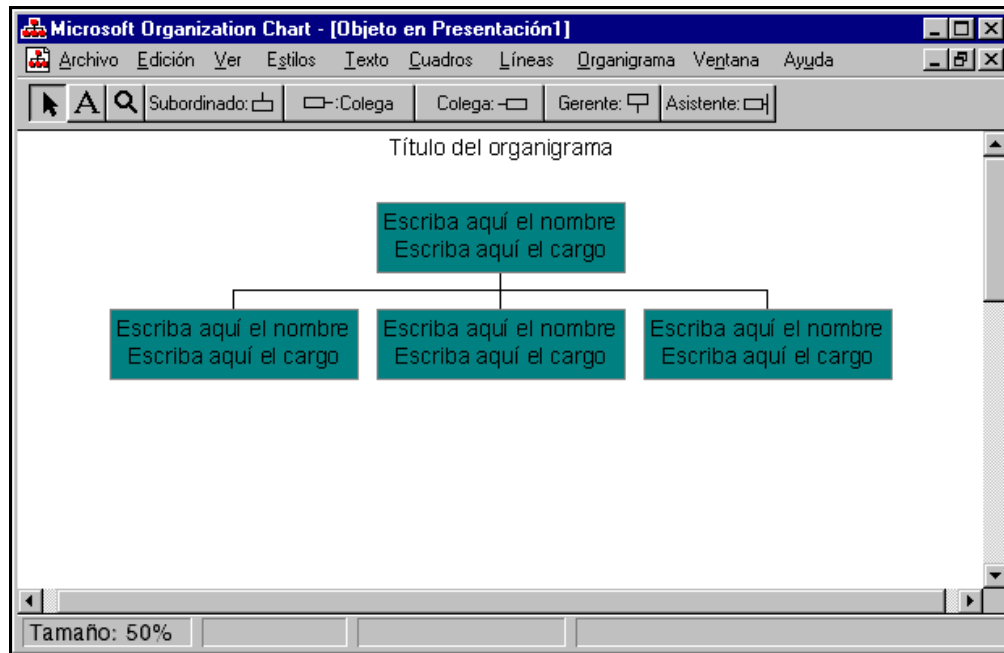 Microsoft Organization Chart - [Objeto en Presentación1]
Archivo Edición Ver Estilos Texto Cuadros Líneas Organigrama Ventana Ayuda
A Subordinado: :Colega Colega: Gerente: Asistente:
Título del organigrama
Escriba aquí el nombre
Escriba aquí el cargo
Escriba aquí el nombre
Escriba aquí el cargo
Escriba aquí el nombre
Escriba aquí el cargo
Escriba aquí el nombre
Escriba aquí el cargo
Tamaño: 50%